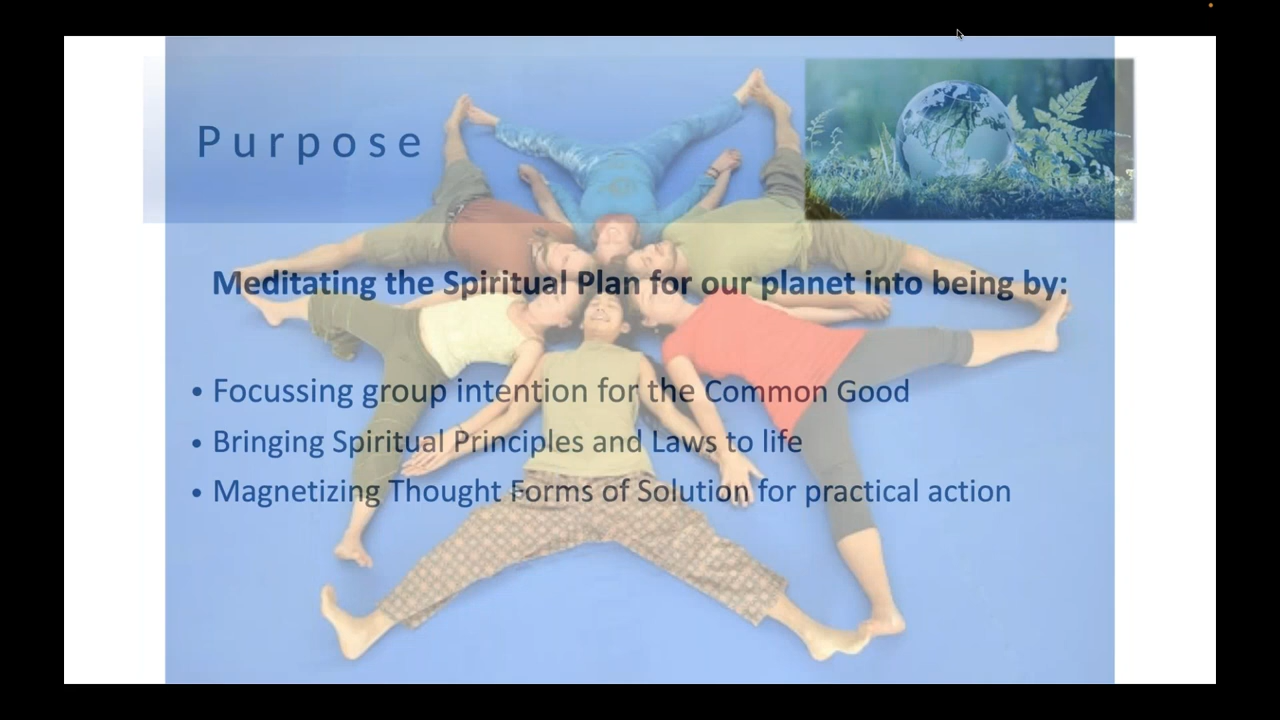 Purpose
Meditating the Spiritual Plan for our planet into being by:
• Focussing group intention for the Common Good
• Bringing Spiritual Principles and Laws to life
• Magnetizing Thought Forms of Solution for practical action